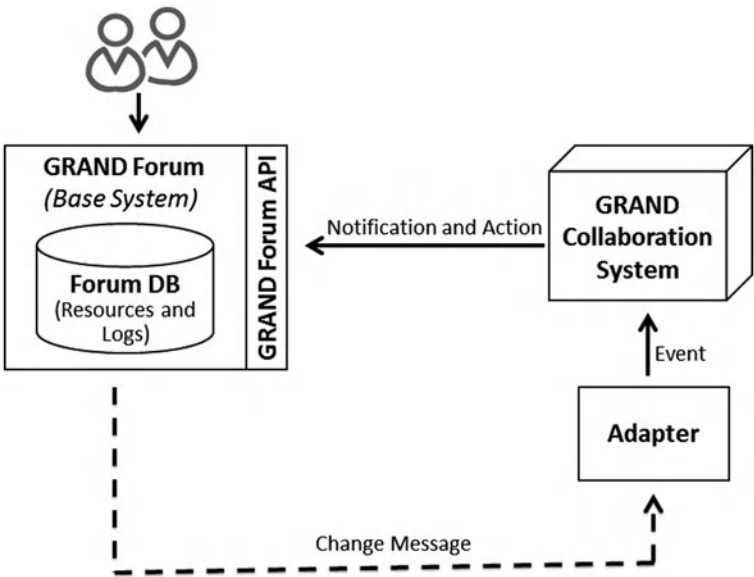 GRAND Forum
(Base System)
Forum DB
(Resources and
Logs)
GRAND Forum API
Notification and Action
GRAND
Collaboration
System
Event
Adapter
Change Message